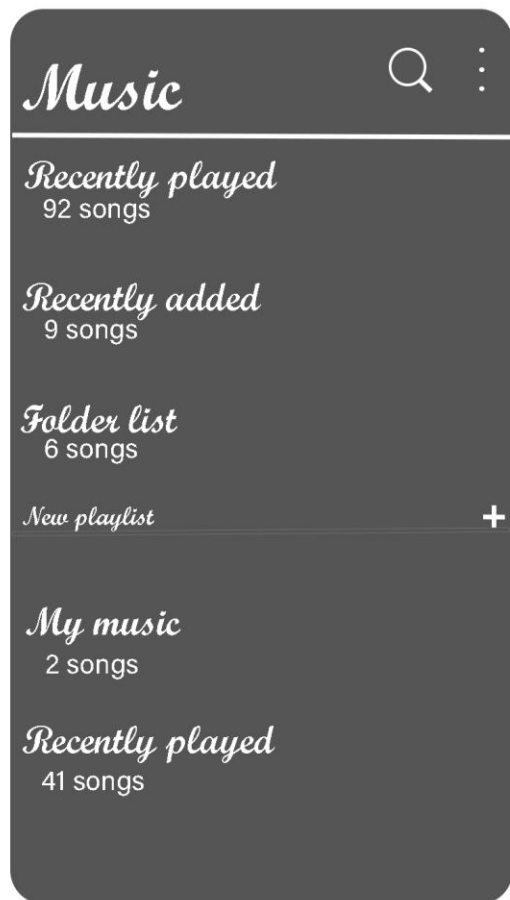 Music
Recently played
92 songs
Recently added
9 songs
Folder list
6 songs
New playlist +
My music
2 songs
Recently played
41 songs